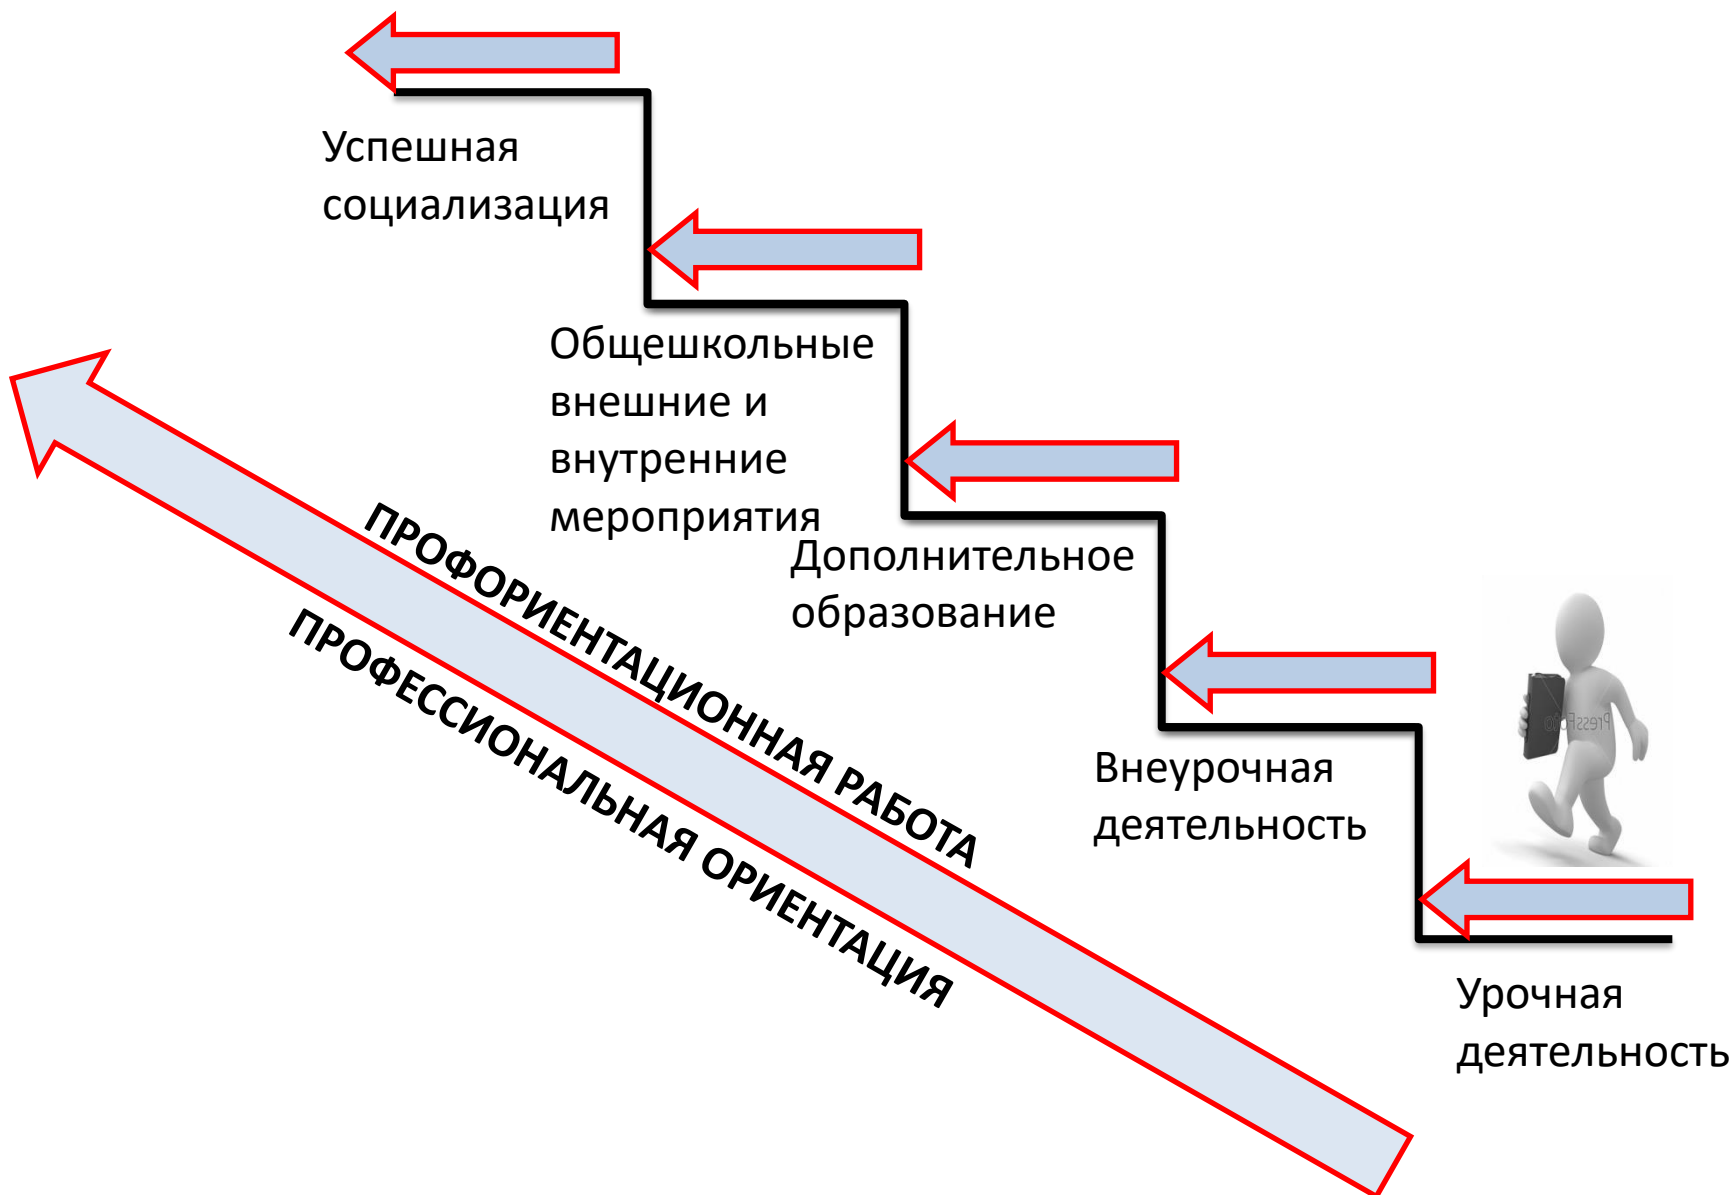 Успешная
социализация
Общешкольные
внешние и
внутренние
мероприятия
Дополнительное
образование
ПРОФОРИЕНТАЦИОННАЯ РАБОТА
ПРОФЕССИОНАЛЬНАЯ ОРИЕНТАЦИЯ
Внеурочная
деятельность
Урочная
деятельность